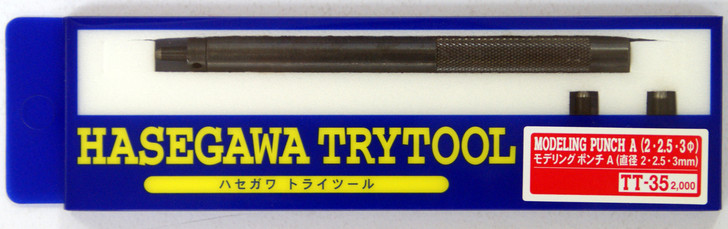 HASEGAWA TRYTOOL
ハセガワ トライツール
MODELING PUNCH A (2・2.5・3Φ)
モデリング ポンチ A (直径 2・2.5・3mm)
TT-35 2,000